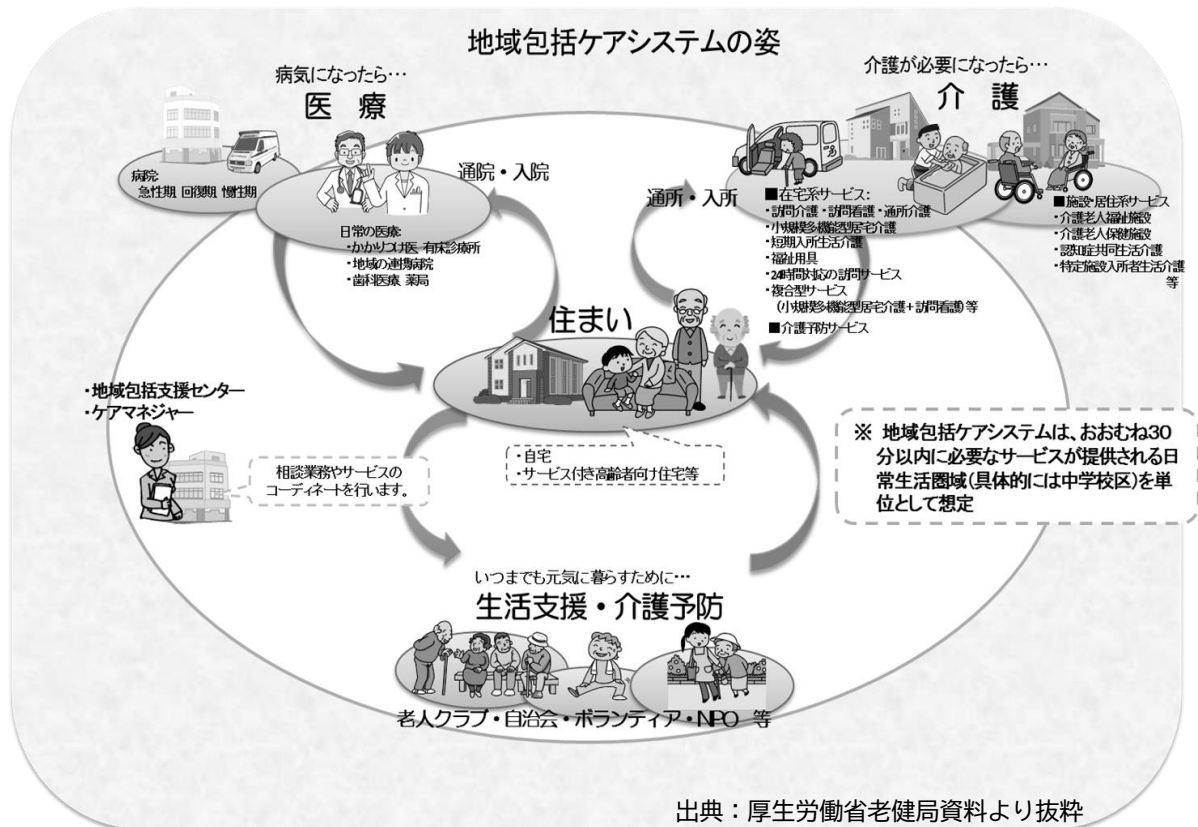 地域包括ケアシステムの姿
病気になったら…
医 療
病院:
急性期、回復期、慢性期
通院・入院
日常の医療:
・かかりつけ医、有床診療所
・地域の連携病院
・歯科医療、薬局
介護が必要になったら…
介 護
通所・入所
■在宅系サービス:
・訪問介護・訪問看護・通所介護
・小規模多機能型居宅介護
・短期入所生活介護
・福祉用具
・24時間対応の訪問サービス
・複合型サービス
(小規模多機能型居宅介護+訪問看護)等
■介護予防サービス
■施設・居住系サービス
・介護老人福祉施設
・介護老人保健施設
・認知症共同生活介護
・特定施設入所者生活介護
等
住まい
・自宅
・サービス付き高齢者向け住宅等
・地域包括支援センター
・ケアマネジャー
相談業務やサービスの
コーディネートを行います。
※ 地域包括ケアシステムは、おおむね30
分以内に必要なサービスが提供される日
常生活圏域(具体的には中学校区)を単
位として想定
いつまでも元気に暮らすために…
生活支援・介護予防
老人クラブ・自治会・ボランティア・NPO 等
出典:厚生労働省老健局資料より抜粋